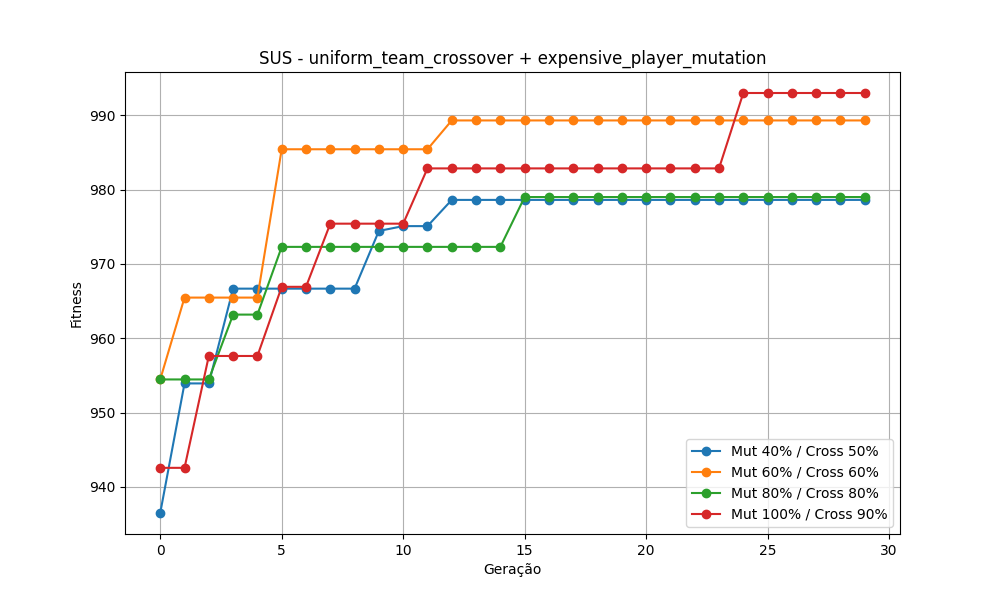 SUS - uniform_team_crossover + expensive_player_mutation
Fitness
990
980
970
960
950
940
0 5 10 15 20 25 30
Geração
Mut 40% / Cross 50%
Mut 60% / Cross 60%
Mut 80% / Cross 80%
Mut 100% / Cross 90%